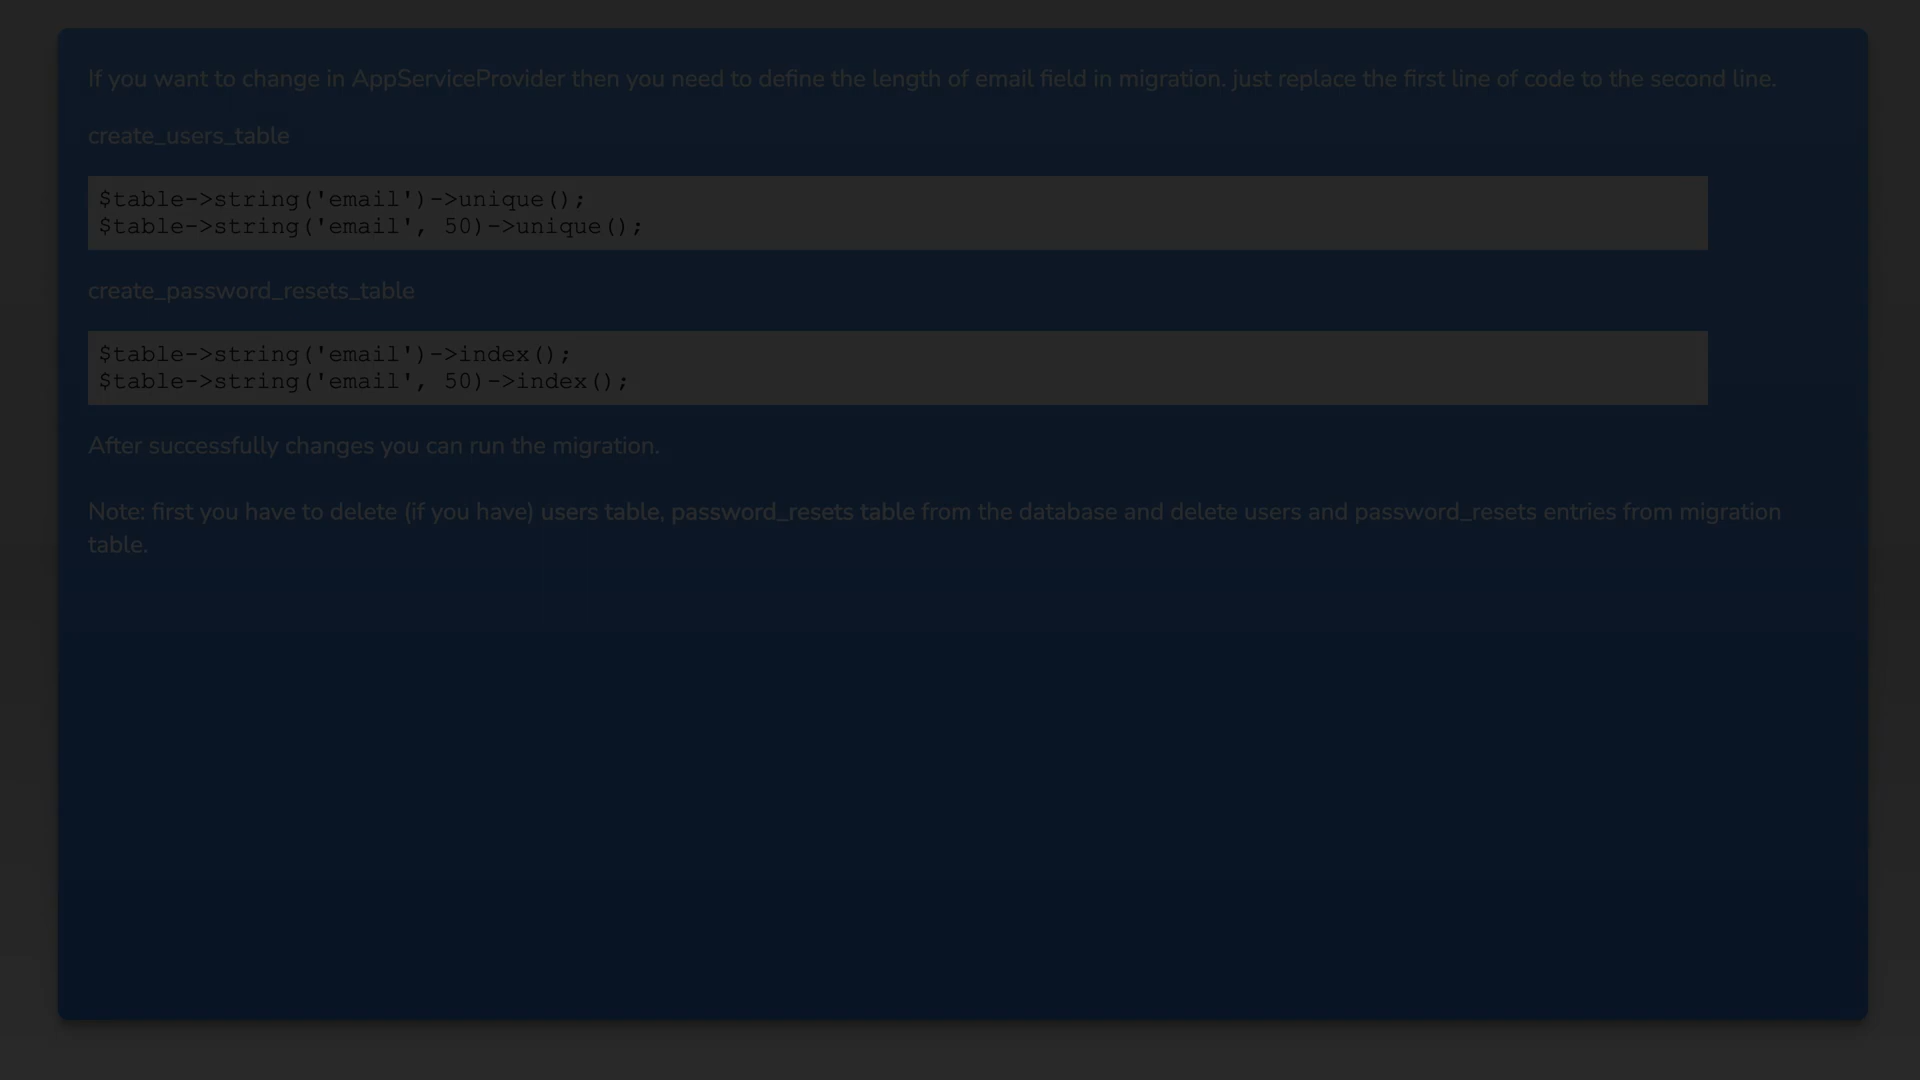 If you want to change in AppServiceProvider then you need to define the length of email field in migration. just replace the first line of code to the second line.
create_users_table
$table->string('email')->unique();
$table->string('email', 50)->unique();
create_password_resets_table
$table->string('email')->index();
$table->string('email', 50)->index();
After successfully changes you can run the migration.
Note: first you have to delete (if you have) users table, password_resets table from the database and delete users and password_resets entries from migration
table.